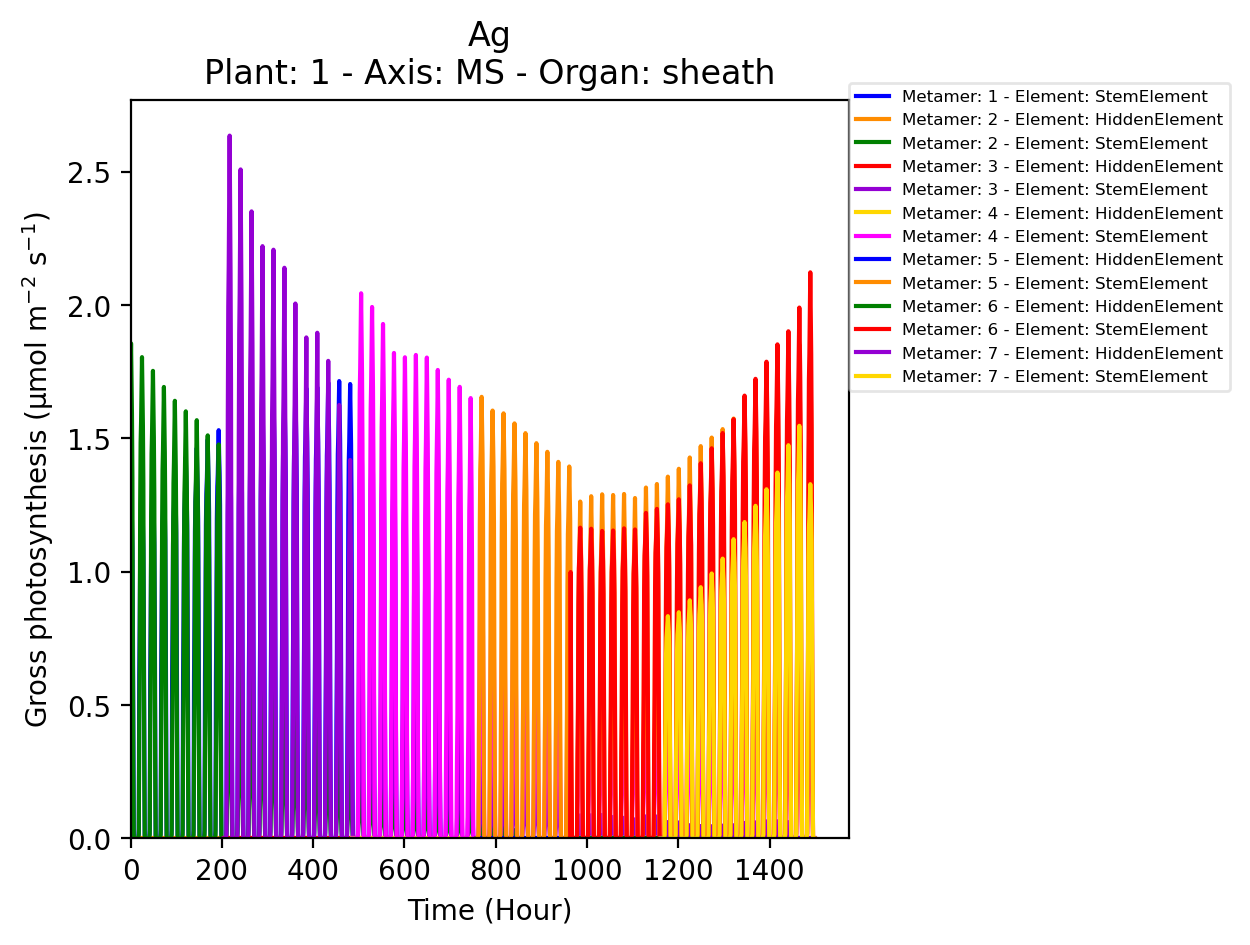 Ag
Plant: 1 - Axis: MS - Organ: sheath
Metamer: 1 - Element: StemElement
Metamer: 2 - Element: HiddenElement
Metamer: 2 - Element: StemElement
Metamer: 3 - Element: HiddenElement
Metamer: 3 - Element: StemElement
Metamer: 4 - Element: HiddenElement
Metamer: 4 - Element: StemElement
Metamer: 5 - Element: HiddenElement
Metamer: 5 - Element: StemElement
Metamer: 6 - Element: HiddenElement
Metamer: 6 - Element: StemElement
Metamer: 7 - Element: HiddenElement
Metamer: 7 - Element: StemElement
Gross photosynthesis (µmol m⁻² s⁻¹)
2.5
2.0
1.5
1.0
0.5
0.0
0 200 400 600 800 1000 1200 1400
Time (Hour)